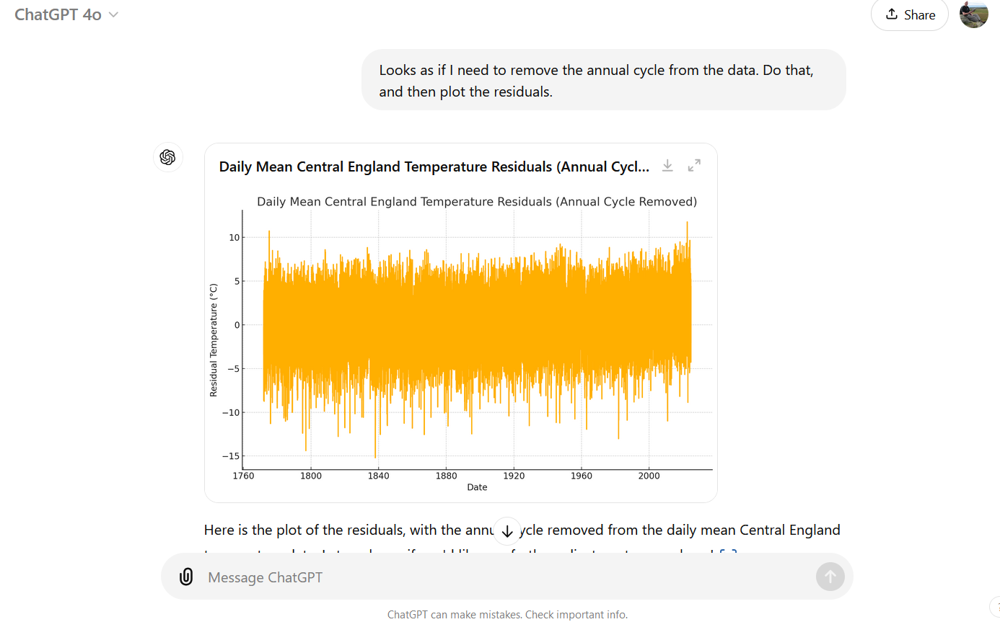 ChatGPT 4o
Share
Looks as if I need to remove the annual cycle from the data. Do that,
and then plot the residuals.
Daily Mean Central England Temperature Residuals (Annual Cycl...
Daily Mean Central England Temperature Residuals (Annual Cycle Removed)
Residual Temperature (°C)
10
5
0
−5
−10
−15
1760 1800 1840 1880 1920 1960 2000
Date
Here is the plot of the residuals, with the annu ycle removed from the daily mean Central England
Message ChatGPT
ChatGPT can make mistakes. Check important info.